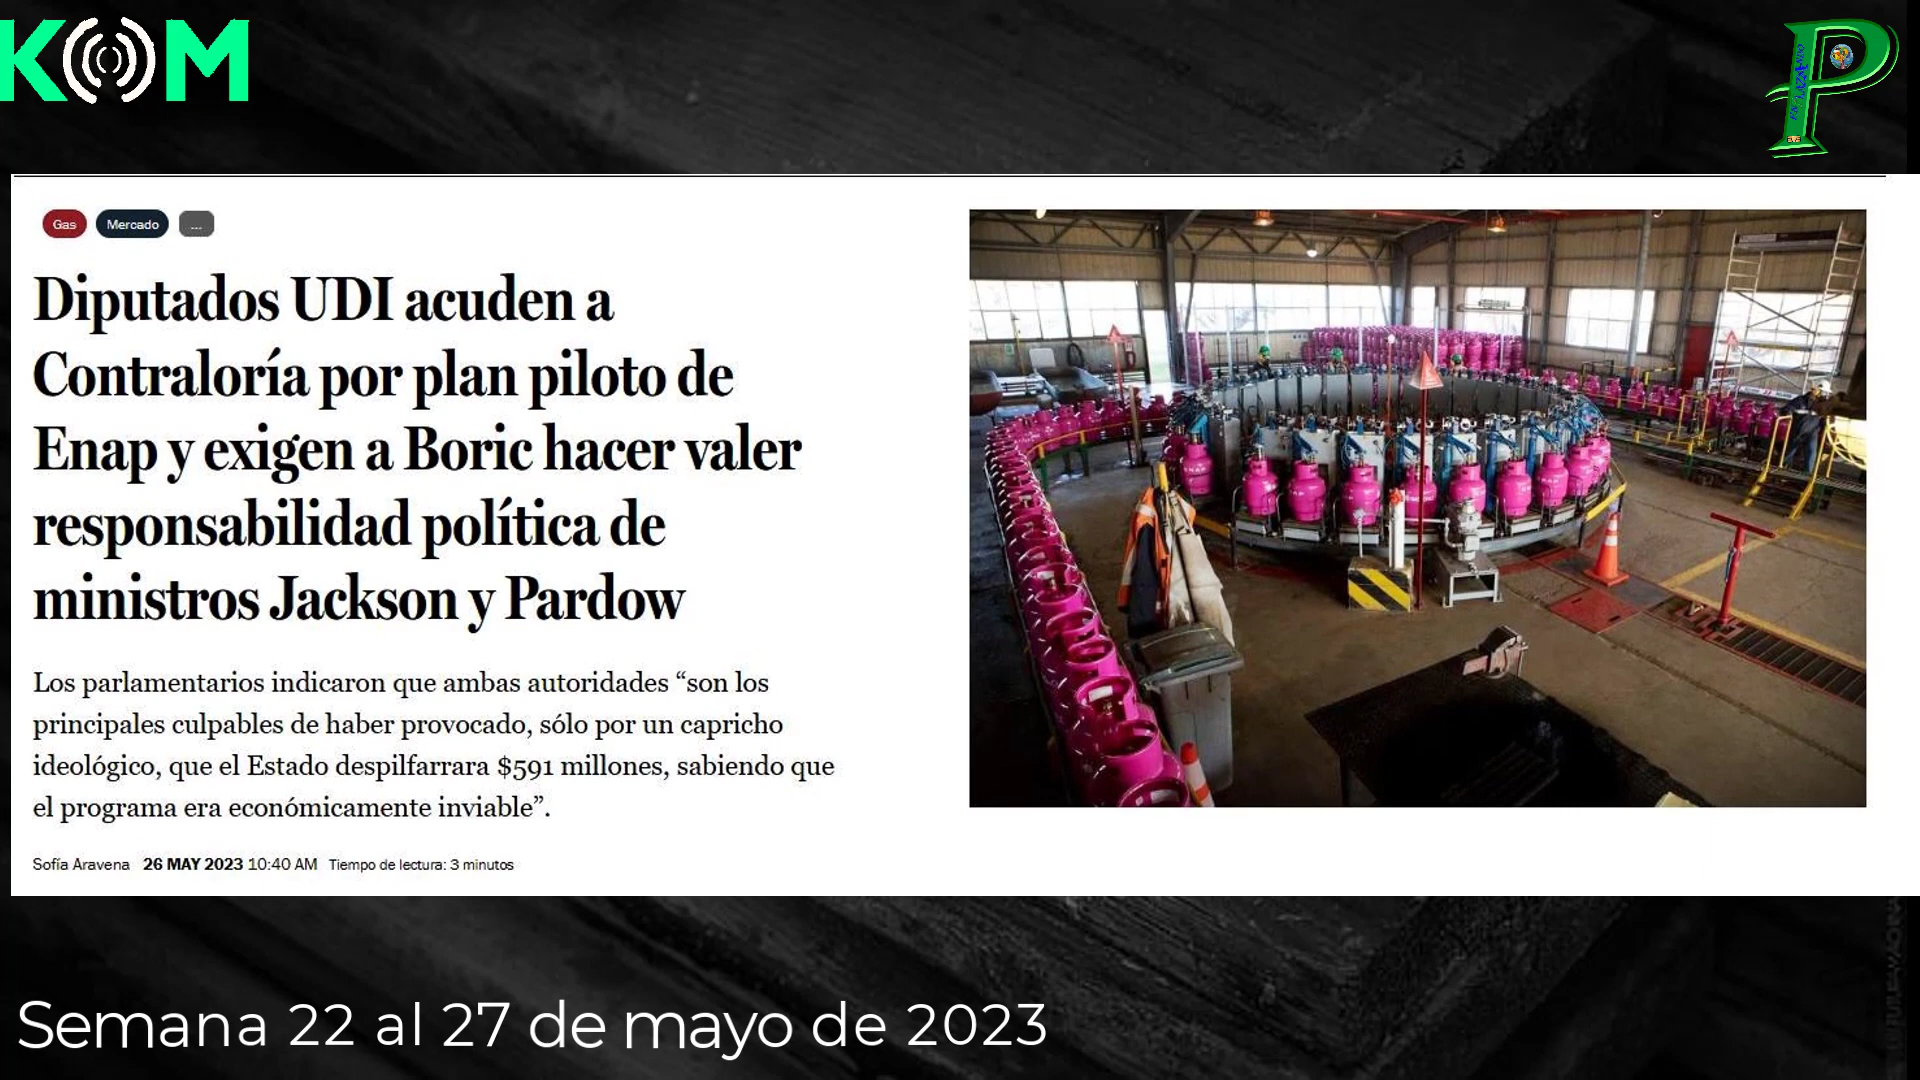 KOM
P
EN LAZANDO
Gas Mercado ...
Diputados UDI acuden a
Contraloría por plan piloto de
Enap y exigen a Boric hacer valer
responsabilidad política de
ministros Jackson y Pardow
Los parlamentarios indicaron que ambas autoridades “son los
principales culpables de haber provocado, sólo por un capricho
ideológico, que el Estado despilfarrara $591 millones, sabiendo que
el programa era económicamente inviable”.
Sofía Aravena 26 MAY 2023 10:40 AM Tiempo de lectura: 3 minutos
Semana 22 al 27 de mayo de 2023